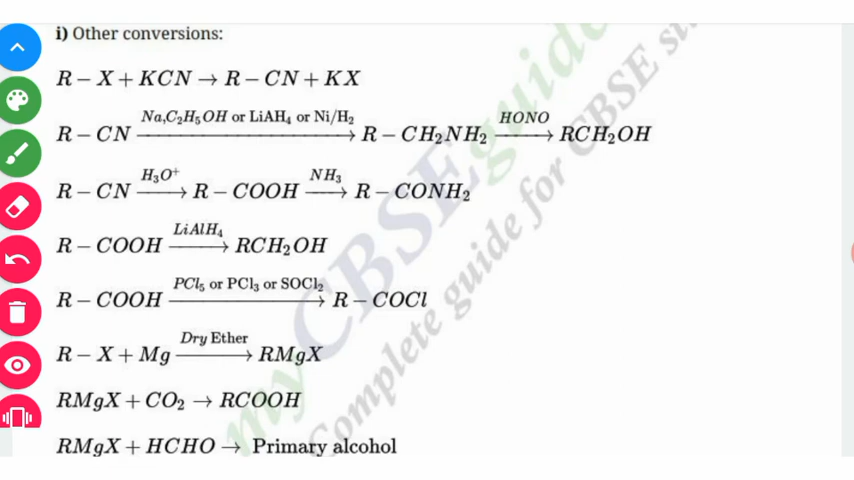 i) Other conversions:
R − X + KCN → R − CN + KX
R − CN Na,C₂H₅OH or LiAH₄ or Ni/H₂ → R − CH₂NH₂ HONO → RCH₂OH
R − CN H₃O⁺ → R − COOH NH₃ → R − CONH₂
R − COOH LiAlH₄ → RCH₂OH
R − COOH PCl₅ or PCl₃ or SOCl₂ → R − COCl
R − X + Mg Dry Ether → RMgX
RMgX + CO₂ → RCOOH
RMgX + HCHO → Primary alcohol
myCBSEguide
Complete guide for CBSE